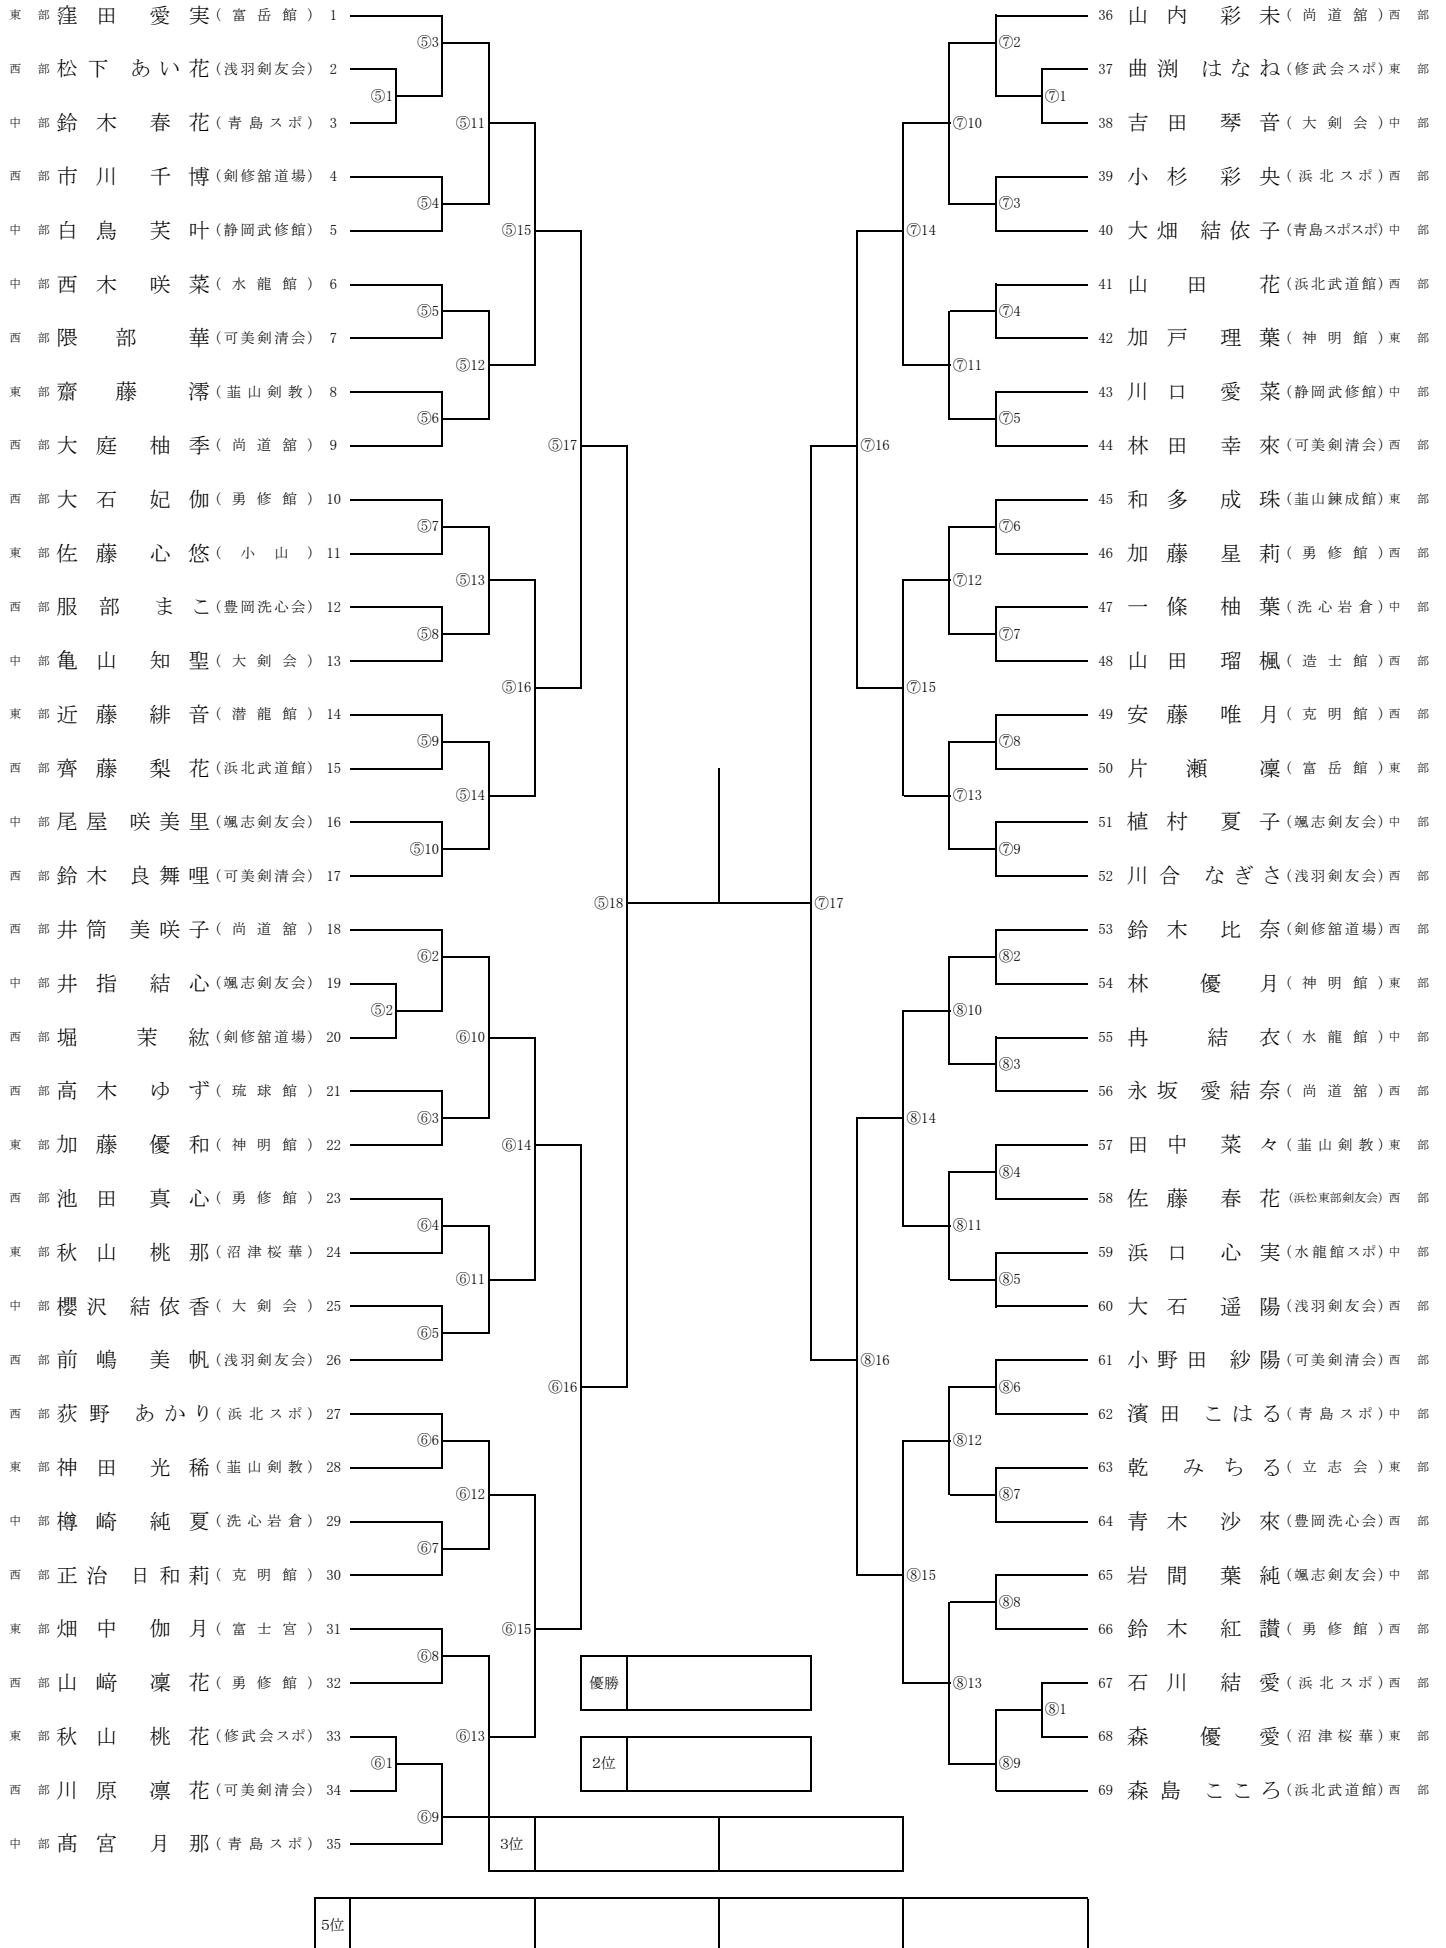 東部 窪田 愛実 (富岳館) 1
⑤3
西部 松下 あい花 (浅羽剣友会) 2
⑤1
中部 鈴木 春花 (青島スポ) 3
⑤11
西部 市川 千博 (剣修舘道場) 4
⑤4
中部 白鳥 芙叶 (静岡武修館) 5
⑤15
中部 西木 咲菜 (水龍館) 6
⑤5
西部 隈部 華 (可美剣清会) 7
⑤12
東部 齋藤 澪 (韮山剣教) 8
⑤6
西部 大庭 柚季 (尚道舘) 9
⑤17
西部 大石 妃伽 (勇修館) 10
⑤7
東部 佐藤 心悠 (小山) 11
⑤13
西部 服部 まこ (豊岡洗心会) 12
⑤8
中部 亀山 知聖 (大剣会) 13
⑤16
東部 近藤 緋音 (潜龍館) 14
⑤9
西部 齊藤 梨花 (浜北武道館) 15
⑤14
中部 尾屋 咲美里 (颯志剣友会) 16
⑤10
西部 鈴木 良舞哩 (可美剣清会) 17
⑤18
西部 井筒 美咲子 (尚道舘) 18
⑥2
中部 井指 結心 (颯志剣友会) 19
⑤2
西部 堀 茉紘 (剣修舘道場) 20
⑥10
西部 高木 ゆず (琉球館) 21
⑥3
東部 加藤 優和 (神明館) 22
⑥14
西部 池田 真心 (勇修館) 23
⑥4
東部 秋山 桃那 (沼津桜華) 24
⑥11
中部 櫻沢 結依香 (大剣会) 25
⑥5
西部 前嶋 美帆 (浅羽剣友会) 26
⑥16
西部 荻野 あかり (浜北スポ) 27
⑥6
東部 神田 光稀 (韮山剣教) 28
⑥12
中部 樽崎 純夏 (洗心岩倉) 29
⑥7
西部 正治 日和莉 (克明館) 30
東部 畑中 伽月 (富士宮) 31
⑥15
⑥8
西部 山﨑 凜花 (勇修館) 32
東部 秋山 桃花 (修武会スポ) 33
⑥13
⑥1
西部 川原 凛花 (可美剣清会) 34
⑥9
中部 髙宮 月那 (青島スポ) 35
36 山内 彩未 (尚道舘) 西部
⑦2
37 曲渕 はなね (修武会スポ) 東部
⑦1
38 吉田 琴音 (大剣会) 中部
⑦10
39 小杉 彩央 (浜北スポ) 西部
⑦3
40 大畑 結依子 (青島スポスポ) 中部
⑦14
41 山田 花 (浜北武道館) 西部
⑦4
42 加戸 理葉 (神明館) 東部
⑦11
43 川口 愛菜 (静岡武修館) 中部
⑦5
44 林田 幸來 (可美剣清会) 西部
⑦16
45 和多 成珠 (韮山錬成館) 東部
⑦6
46 加藤 星莉 (勇修館) 西部
⑦12
47 一條 柚葉 (洗心岩倉) 中部
⑦7
48 山田 瑠楓 (造士館) 西部
⑦15
49 安藤 唯月 (克明館) 西部
⑦8
50 片瀬 凜 (富岳館) 東部
⑦13
51 植村 夏子 (颯志剣友会) 中部
⑦9
52 川合 なぎさ (浅羽剣友会) 西部
⑦17
53 鈴木 比奈 (剣修舘道場) 西部
⑧2
54 林 優月 (神明館) 東部
⑧10
55 冉 結衣 (水龍館) 中部
⑧3
56 永坂 愛結奈 (尚道舘) 西部
⑧14
57 田中 菜々 (韮山剣教) 東部
⑧4
58 佐藤 春花 (浜松東部剣友会) 西部
⑧11
59 浜口 心実 (水龍館スポ) 中部
⑧5
60 大石 遥陽 (浅羽剣友会) 西部
⑧16
61 小野田 紗陽 (可美剣清会) 西部
⑧6
62 濱田 こはる (青島スポ) 中部
⑧12
63 乾 みちる (立志会) 東部
⑧7
64 青木 沙來 (豊岡洗心会) 西部
⑧15
65 岩間 葉純 (颯志剣友会) 中部
⑧8
66 鈴木 紅讃 (勇修館) 西部
⑧13
67 石川 結愛 (浜北スポ) 西部
⑧1
68 森 優愛 (沼津桜華) 東部
⑧9
69 森島 こころ (浜北武道館) 西部
優勝
2位
3位
5位